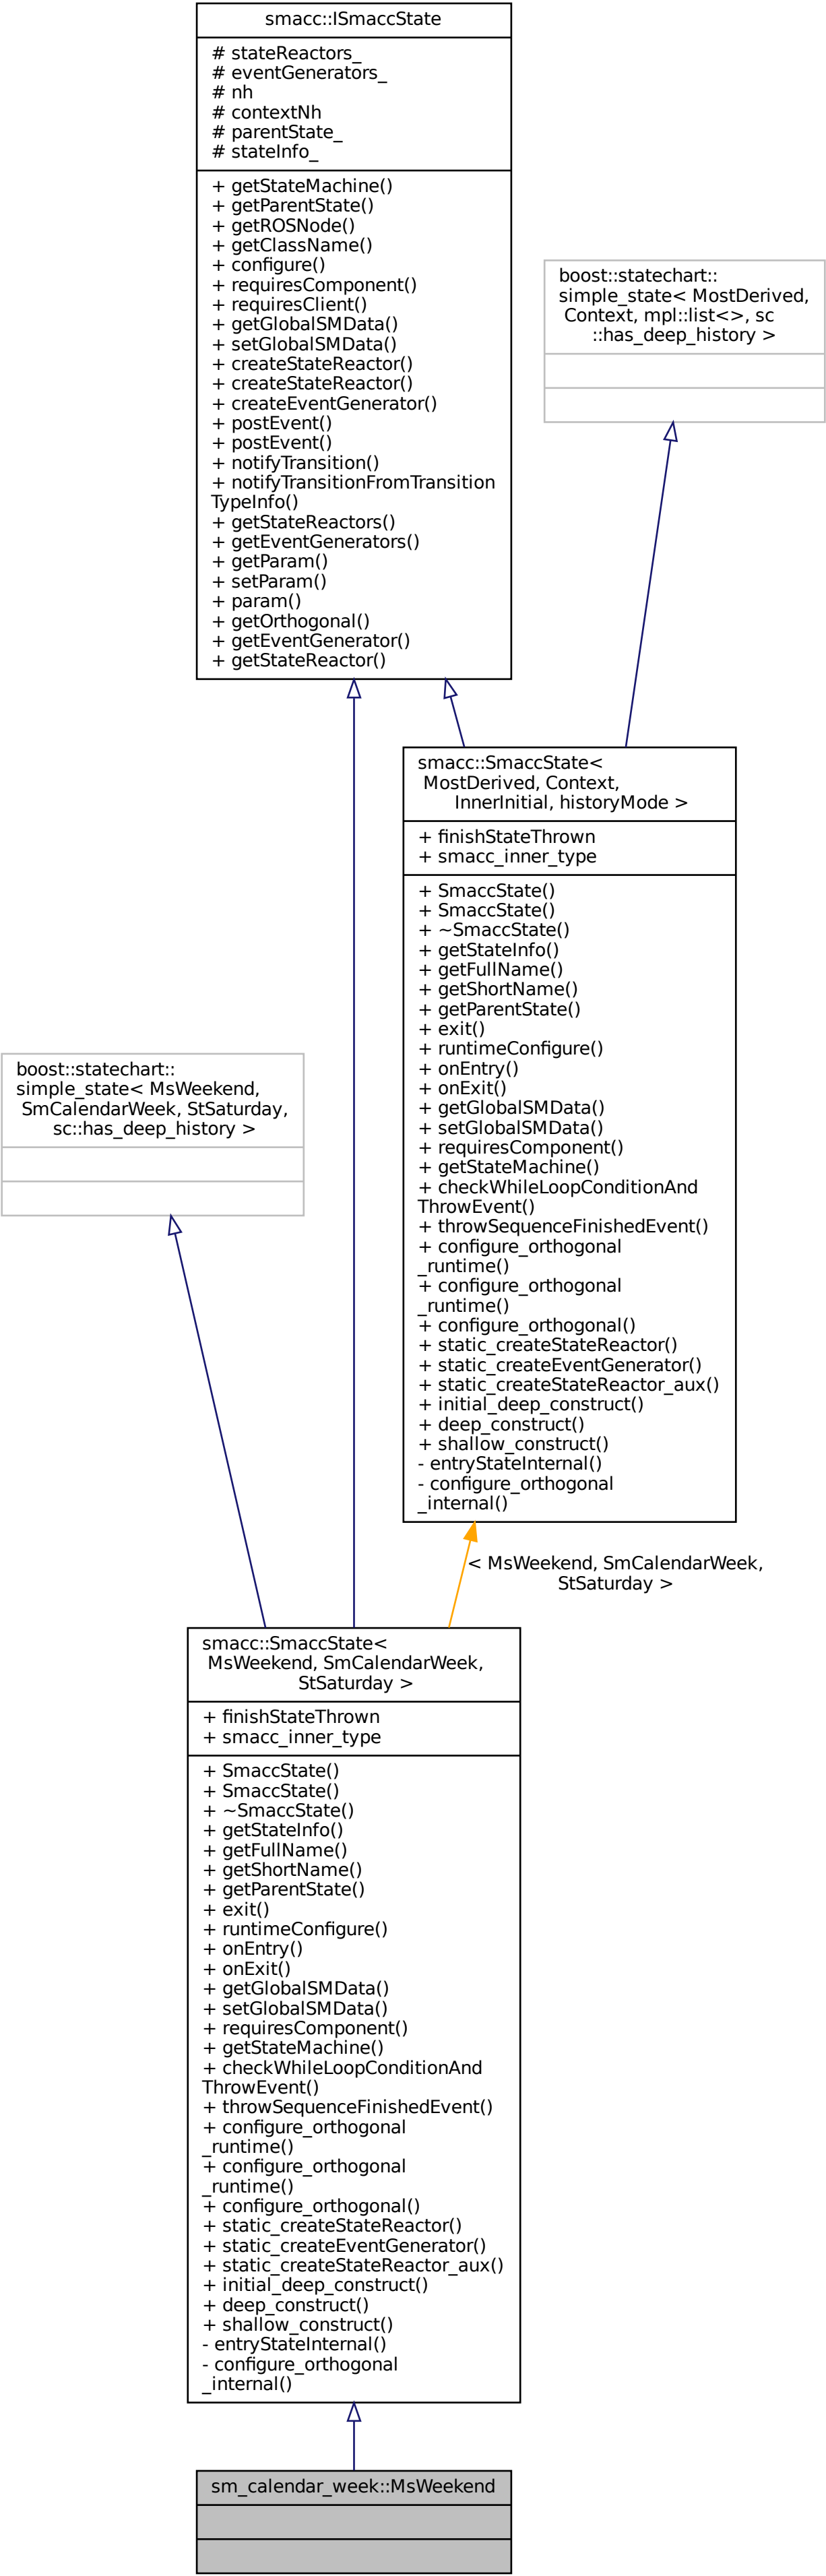 smacc::ISmaccState
# stateReactors_
# eventGenerators_
# nh
# contextNh
# parentState_
# stateInfo_
+ getStateMachine()
+ getParentState()
+ getROSNode()
+ getClassName()
+ configure()
+ requiresComponent()
+ requiresClient()
+ getGlobalSMData()
+ setGlobalSMData()
+ createStateReactor()
+ createStateReactor()
+ createEventGenerator()
+ postEvent()
+ postEvent()
+ notifyTransition()
+ notifyTransitionFromTransition
TypeInfo()
+ getStateReactors()
+ getEventGenerators()
+ getParam()
+ setParam()
+ param()
+ getOrthogonal()
+ getEventGenerator()
+ getStateReactor()
boost::statechart::
simple_state< MostDerived,
Context, mpl::list<>, sc
::has_deep_history >
smacc::SmaccState<
MostDerived, Context,
InnerInitial, historyMode >
+ finishStateThrown
+ smacc_inner_type
+ SmaccState()
+ SmaccState()
+ ~SmaccState()
+ getStateInfo()
+ getFullName()
+ getShortName()
+ getParentState()
+ exit()
+ runtimeConfigure()
+ onEntry()
+ onExit()
+ getGlobalSMData()
+ setGlobalSMData()
+ requiresComponent()
+ getStateMachine()
+ checkWhileLoopConditionAnd
ThrowEvent()
+ throwSequenceFinishedEvent()
+ configure_orthogonal
_runtime()
+ configure_orthogonal
_runtime()
+ configure_orthogonal()
+ static_createStateReactor()
+ static_createEventGenerator()
+ static_createStateReactor_aux()
+ initial_deep_construct()
+ deep_construct()
+ shallow_construct()
- entryStateInternal()
- configure_orthogonal
_internal()
boost::statechart::
simple_state< MsWeekend,
SmCalendarWeek, StSaturday,
sc::has_deep_history >
< MsWeekend, SmCalendarWeek,
StSaturday >
smacc::SmaccState<
MsWeekend, SmCalendarWeek,
StSaturday >
+ finishStateThrown
+ smacc_inner_type
+ SmaccState()
+ SmaccState()
+ ~SmaccState()
+ getStateInfo()
+ getFullName()
+ getShortName()
+ getParentState()
+ exit()
+ runtimeConfigure()
+ onEntry()
+ onExit()
+ getGlobalSMData()
+ setGlobalSMData()
+ requiresComponent()
+ getStateMachine()
+ checkWhileLoopConditionAnd
ThrowEvent()
+ throwSequenceFinishedEvent()
+ configure_orthogonal
_runtime()
+ configure_orthogonal
_runtime()
+ configure_orthogonal()
+ static_createStateReactor()
+ static_createEventGenerator()
+ static_createStateReactor_aux()
+ initial_deep_construct()
+ deep_construct()
+ shallow_construct()
- entryStateInternal()
- configure_orthogonal
_internal()
sm_calendar_week::MsWeekend